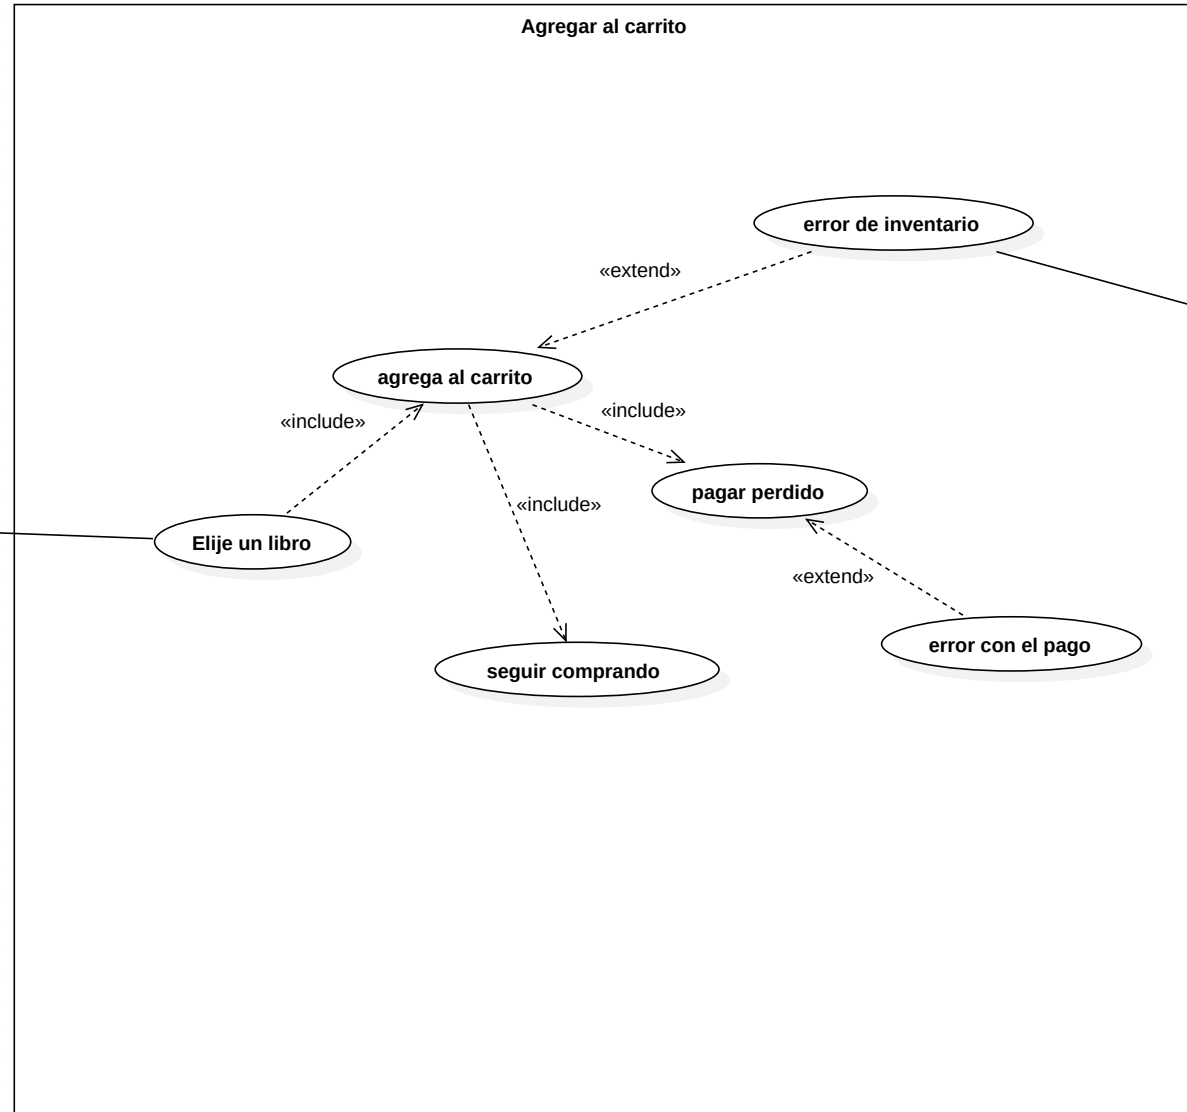 Agregar al carrito
error de inventario
«extend»
agrega al carrito
«include»
«include»
pagar perdido
«include»
Elije un libro
«extend»
error con el pago
seguir comprando